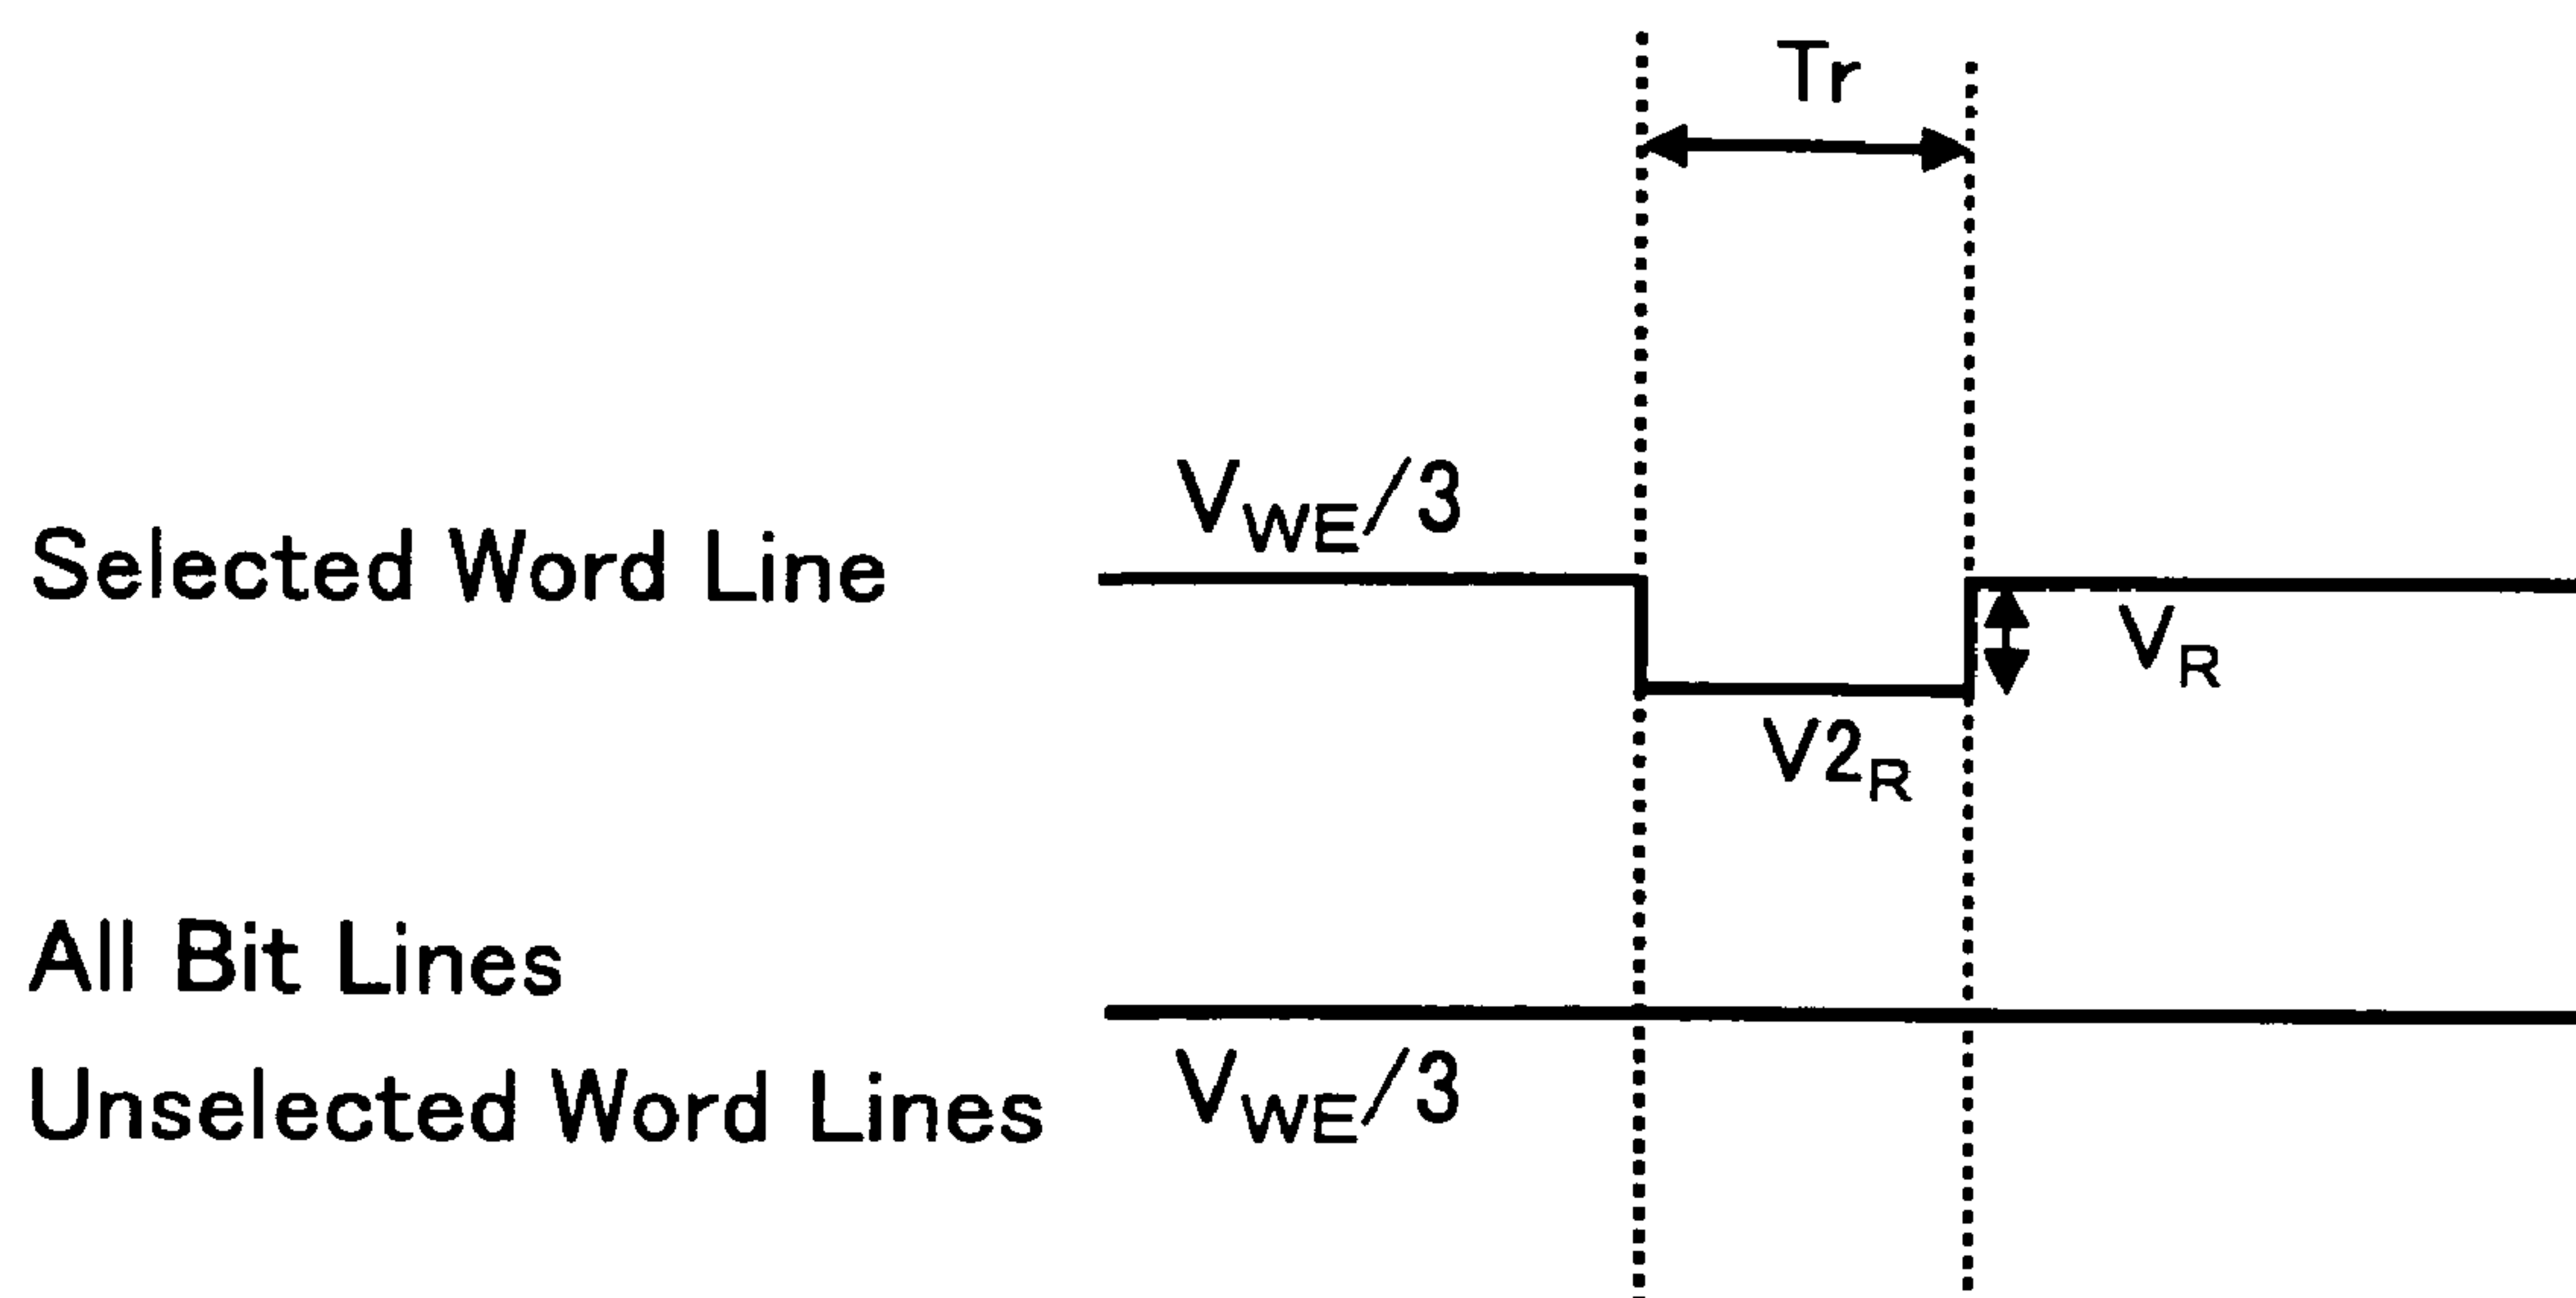 Tr
V_WE/3
Selected Word Line
V_R
V2_R
All Bit Lines
Unselected Word Lines
V_WE/3